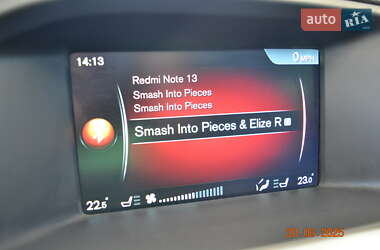 auto RIA
14:13
0 MPH
Redmi Note 13
Smash Into Pieces
Smash Into Pieces
Smash Into Pieces & Elize R
22.5°
23.0°